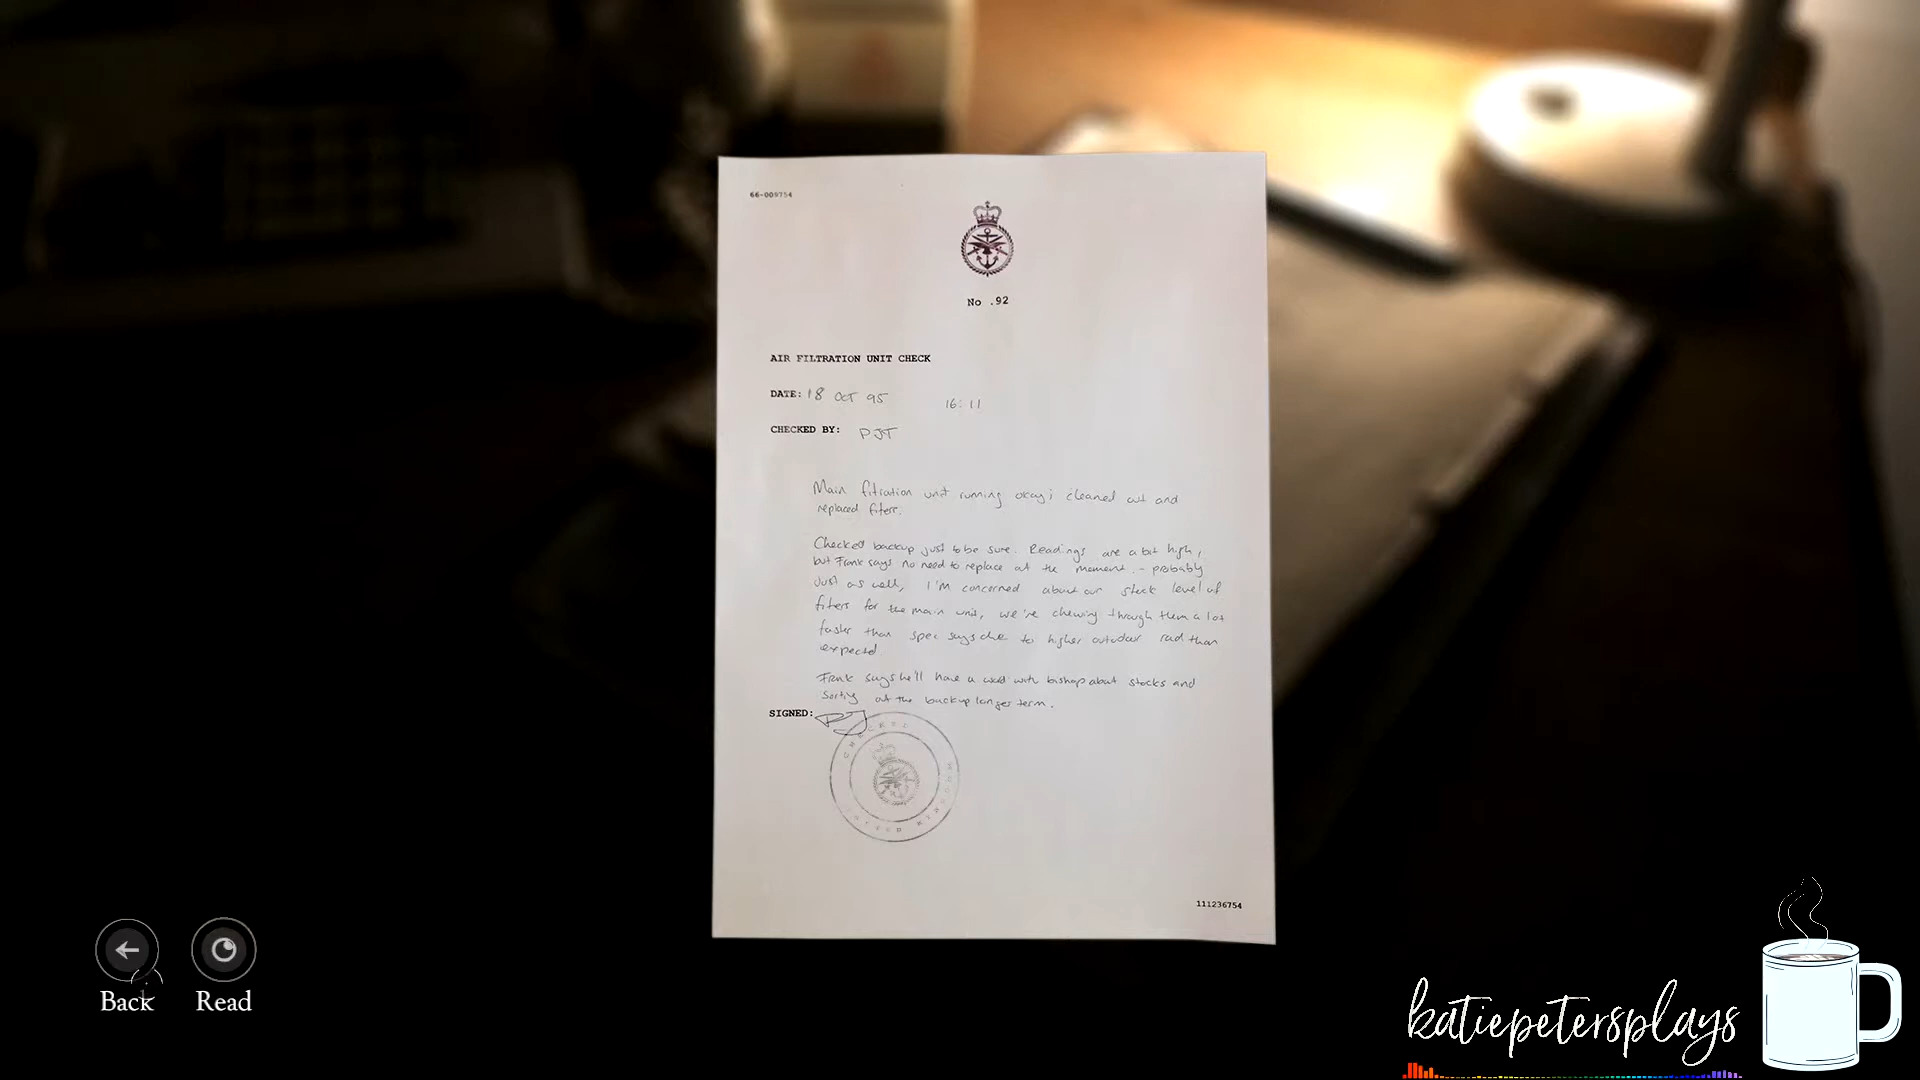 66-009754
No .92
AIR FILTRATION UNIT CHECK
DATE: 18 OCT 95 16:11
CHECKED BY: PJT
Main filtration unit running okay; cleaned out and
replaced filters.
Checked backup just to be sure. Readings are a bit high,
but Frank says no need to replace at the moment. - probably
just as well, I'm concerned about our stock level of
filters for the main unit, we're chewing through them a lot
faster than spec says due to higher outdoor rad than
expected.
Frank says he'll have a word with bishop about stocks and
sorting out the backup longer term.
SIGNED: PJ
CHECKED
UNITED KINGDOM
111236754
Back
Read
katiepetersplays